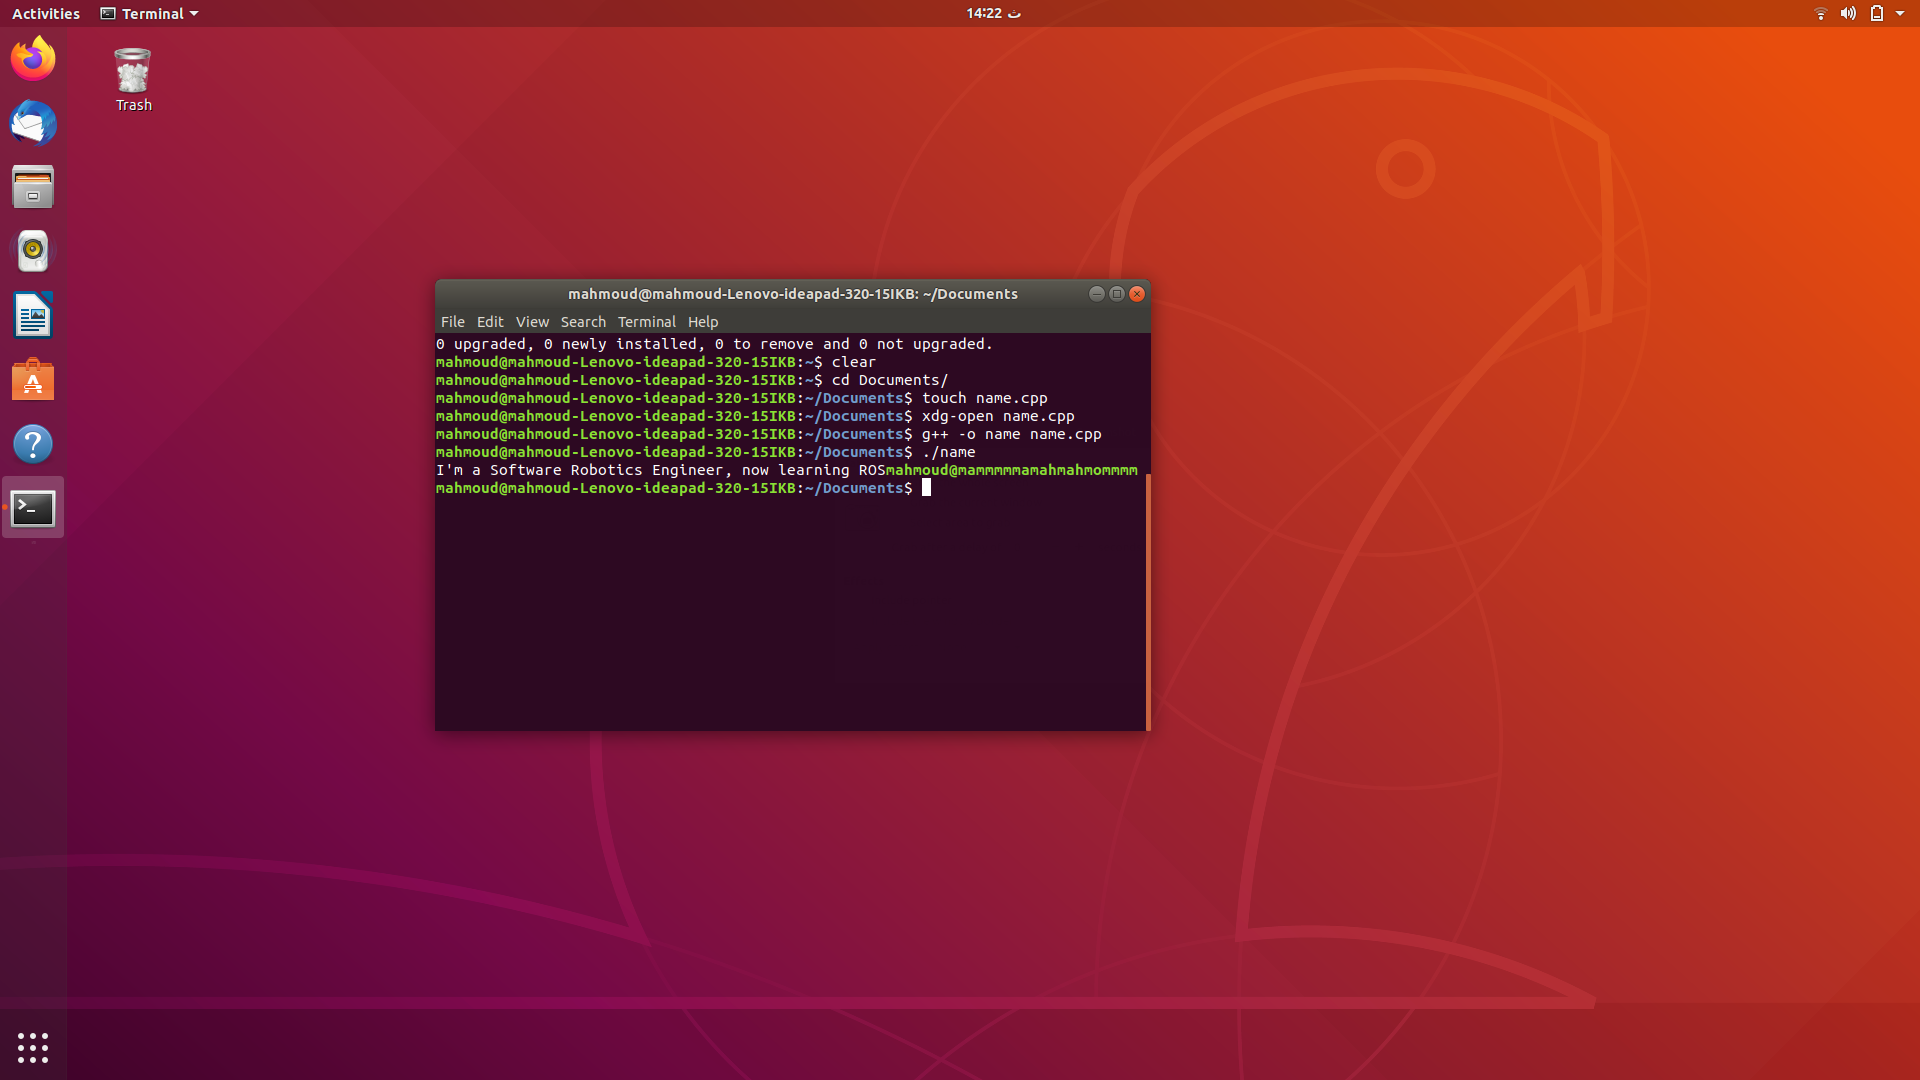 Activities Terminal 14:22 ث
Trash
mahmoud@mahmoud-Lenovo-ideapad-320-15IKB: ~/Documents
File Edit View Search Terminal Help
0 upgraded, 0 newly installed, 0 to remove and 0 not upgraded.
mahmoud@mahmoud-Lenovo-ideapad-320-15IKB:~$ clear
mahmoud@mahmoud-Lenovo-ideapad-320-15IKB:~$ cd Documents/
mahmoud@mahmoud-Lenovo-ideapad-320-15IKB:~/Documents$ touch name.cpp
mahmoud@mahmoud-Lenovo-ideapad-320-15IKB:~/Documents$ xdg-open name.cpp
mahmoud@mahmoud-Lenovo-ideapad-320-15IKB:~/Documents$ g++ -o name name.cpp
mahmoud@mahmoud-Lenovo-ideapad-320-15IKB:~/Documents$ ./name
I'm a Software Robotics Engineer, now learning ROSmahmoud@mammmmmamahmahmommmm
mahmoud@mahmoud-Lenovo-ideapad-320-15IKB:~/Documents$